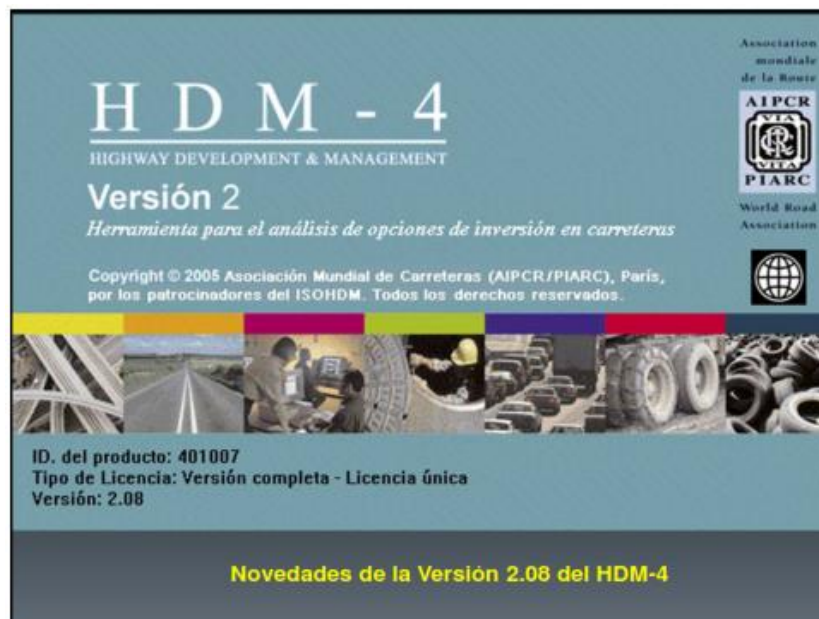 HDM-4
HIGHWAY DEVELOPMENT & MANAGEMENT
Versión 2
Herramienta para el análisis de opciones de inversión en carreteras
Copyright © 2005 Asociación Mundial de Carreteras (AIPCR/PIARC), París,
por los patrocinadores del ISOHDM. Todos los derechos reservados.
Association
mondiale
de la Route
AIPCR
VIA
VITA
PIARC
World Road
Association
ID. del producto: 401007
Tipo de Licencia: Versión completa - Licencia única
Versión: 2.08
Novedades de la Versión 2.08 del HDM-4